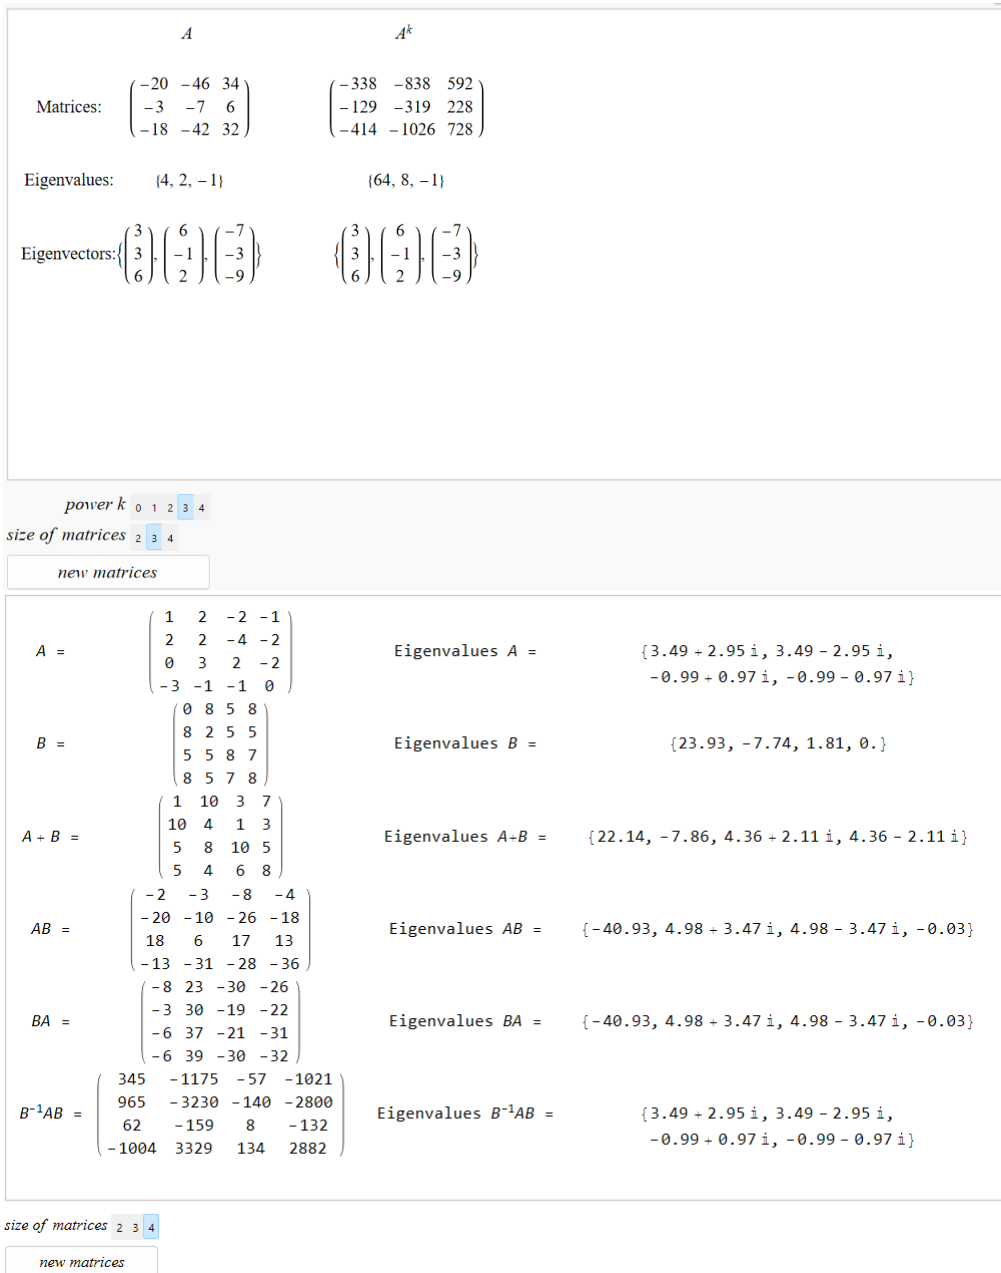 A A^k
-20 -46 34 -338 -838 592
Matrices: -3 -7 6 -129 -319 228
-18 -42 32 -414 -1026 728
Eigenvalues: {4, 2, -1} {64, 8, -1}
3 6 -7 3 6 -7
Eigenvectors:{ 3 , -1 , -3 } { 3 , -1 , -3 }
6 2 -9 6 2 -9
power k 0 1 2 3 4
size of matrices 2 3 4
new matrices
1 2 -2 -1
2 2 -4 -2
A = Eigenvalues A = {3.49 + 2.95 i, 3.49 - 2.95 i,
0 3 2 -2
-0.99 + 0.97 i, -0.99 - 0.97 i}
-3 -1 -1 0
0 8 5 8
8 2 5 5
B = Eigenvalues B = {23.93, -7.74, 1.81, 0.}
5 5 8 7
8 5 7 8
1 10 3 7
10 4 1 3
A + B = Eigenvalues A+B = {22.14, -7.86, 4.36 + 2.11 i, 4.36 - 2.11 i}
5 8 10 5
5 4 6 8
-2 -3 -8 -4
-20 -10 -26 -18
AB = Eigenvalues AB = {-40.93, 4.98 + 3.47 i, 4.98 - 3.47 i, -0.03}
18 6 17 13
-13 -31 -28 -36
-8 23 -30 -26
-3 30 -19 -22
BA = Eigenvalues BA = {-40.93, 4.98 + 3.47 i, 4.98 - 3.47 i, -0.03}
-6 37 -21 -31
-6 39 -30 -32
345 -1175 -57 -1021
965 -3230 -140 -2800
B⁻¹AB = Eigenvalues B⁻¹AB = {3.49 + 2.95 i, 3.49 - 2.95 i,
62 -159 8 -132
-0.99 + 0.97 i, -0.99 - 0.97 i}
-1004 3329 134 2882
size of matrices 2 3 4
new matrices